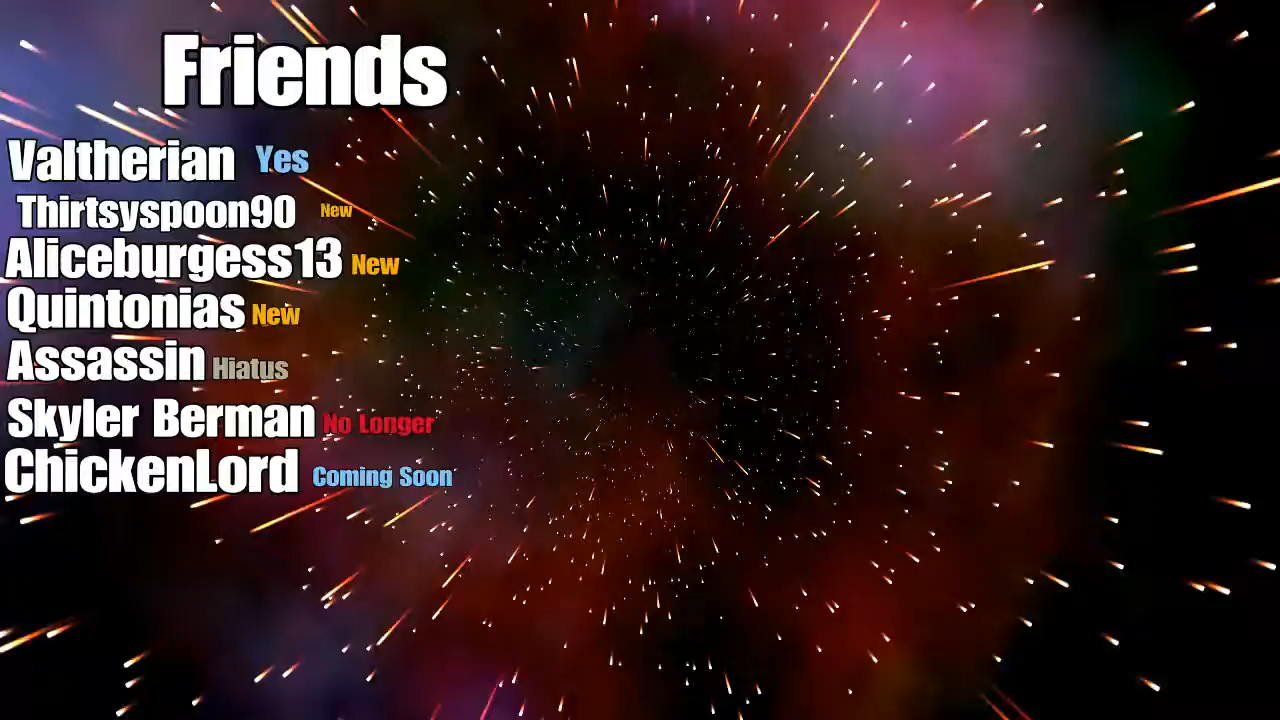 Friends
Valtherian Yes
Thirtsyspoon90 New
Aliceburgess13 New
Quintonias New
Assassin Hiatus
Skyler Berman No Longer
ChickenLord Coming Soon